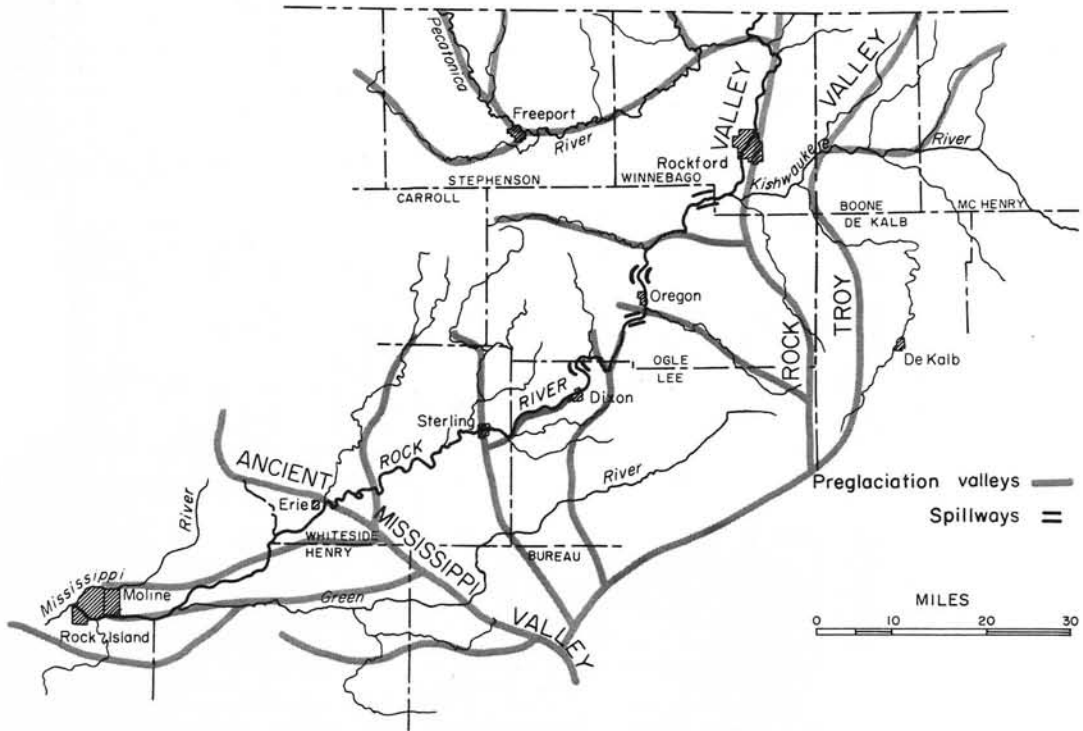 Pecatonica
Freeport
River
VALLEY
VALLEY
Rockford
Kishwaukee
River
STEPHENSON
WINNEBAGO
CARROLL
BOONE
MC HENRY
DE KALB
Oregon
ROCK
TROY
De Kalb
OGLE
LEE
RIVER
Dixon
Sterling
ROCK
River
ANCIENT
Erie
MISSISSIPPI
VALLEY
WHITESIDE
HENRY
BUREAU
River
Mississippi
Moline
Green
Rock Island
Preglaciation valleys
Spillways
MILES
0 10 20 30